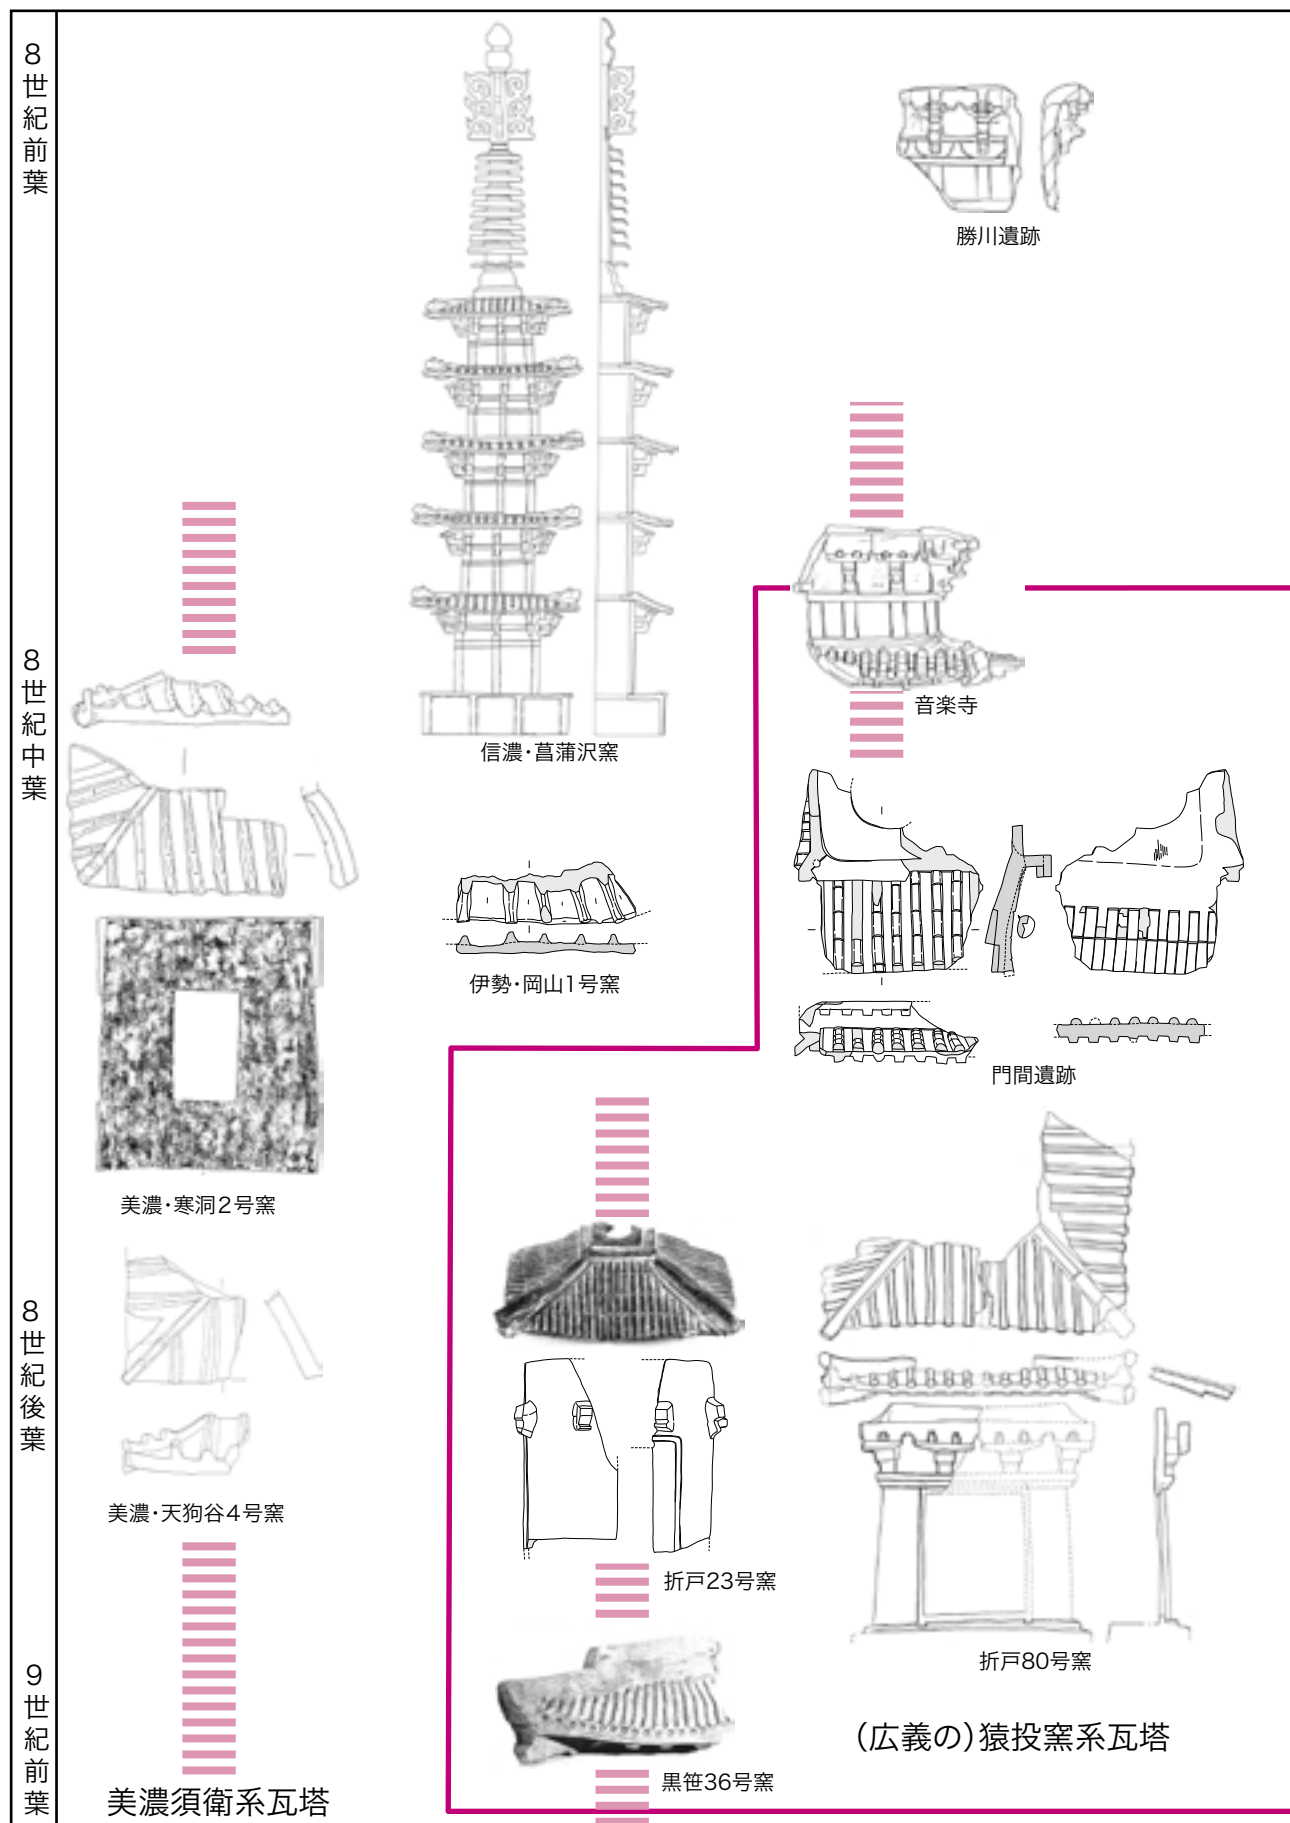 8世紀前葉
勝川遺跡
音楽寺
8世紀中葉
信濃・菖蒲沢窯
伊勢・岡山1号窯
門間遺跡
美濃・寒洞2号窯
8世紀後葉
美濃・天狗谷4号窯
折戸23号窯
折戸80号窯
9世紀前葉
(広義の)猿投窯系瓦塔
黒笹36号窯
美濃須衛系瓦塔